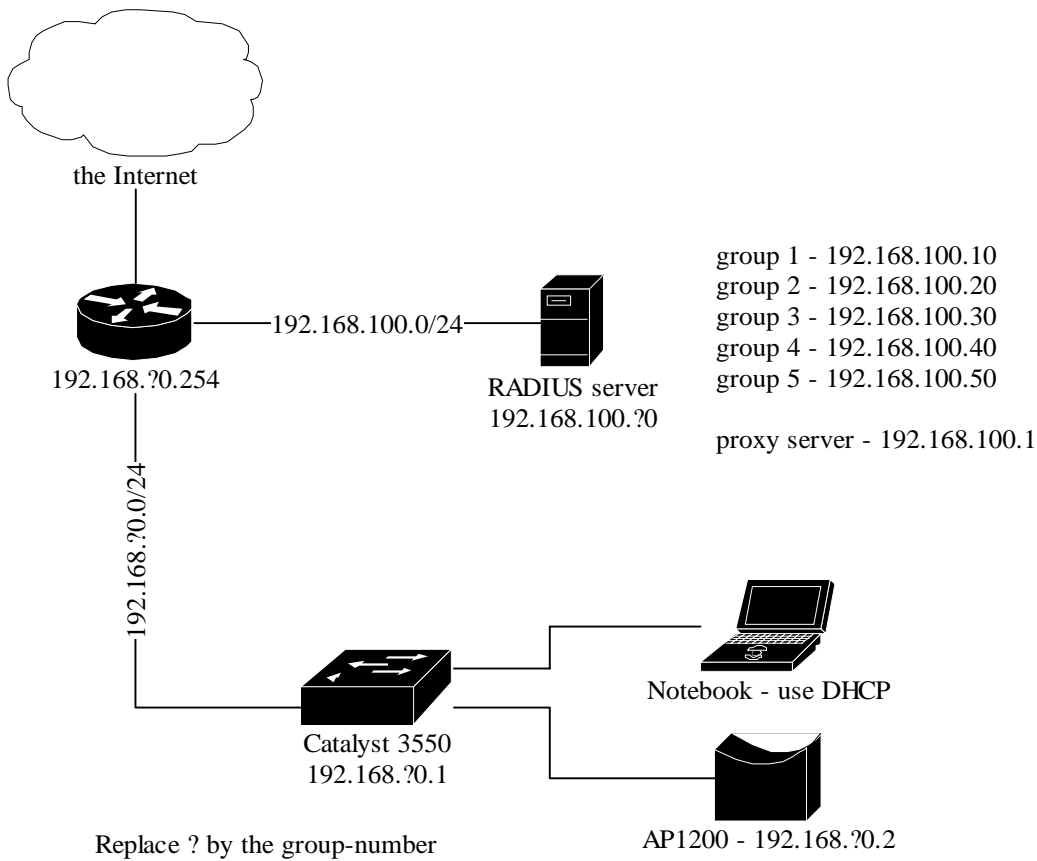 the Internet
192.168.?0.254
192.168.100.0/24
RADIUS server
192.168.100.?0
group 1 - 192.168.100.10
group 2 - 192.168.100.20
group 3 - 192.168.100.30
group 4 - 192.168.100.40
group 5 - 192.168.100.50
proxy server - 192.168.100.1
192.168.?0.0/24
Notebook - use DHCP
Catalyst 3550
192.168.?0.1
AP1200 - 192.168.?0.2
Replace ? by the group-number